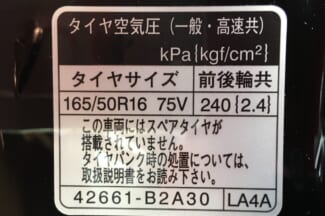 タイヤ空気圧(一般・高速共)
kPa{kgf/cm²}
タイヤサイズ 前後輪共
165/50R16 75V 240{2.4}
この車両にはスペアタイヤが
搭載されていません。
タイヤパンク時の処置については、
取扱説明書をお読みください。
42661-B2A30 LA4A